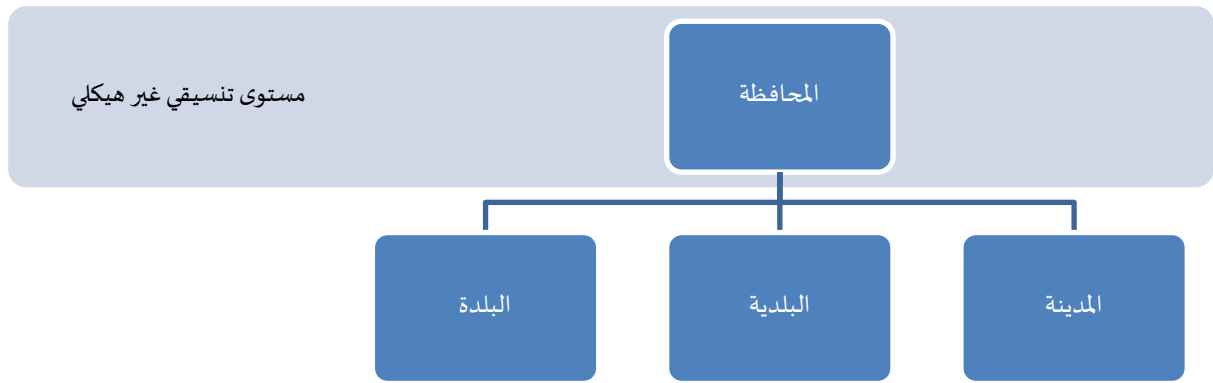 المحافظة
مستوى تنسيقي غير هيكلي
المدينة
البلدية
البلدة